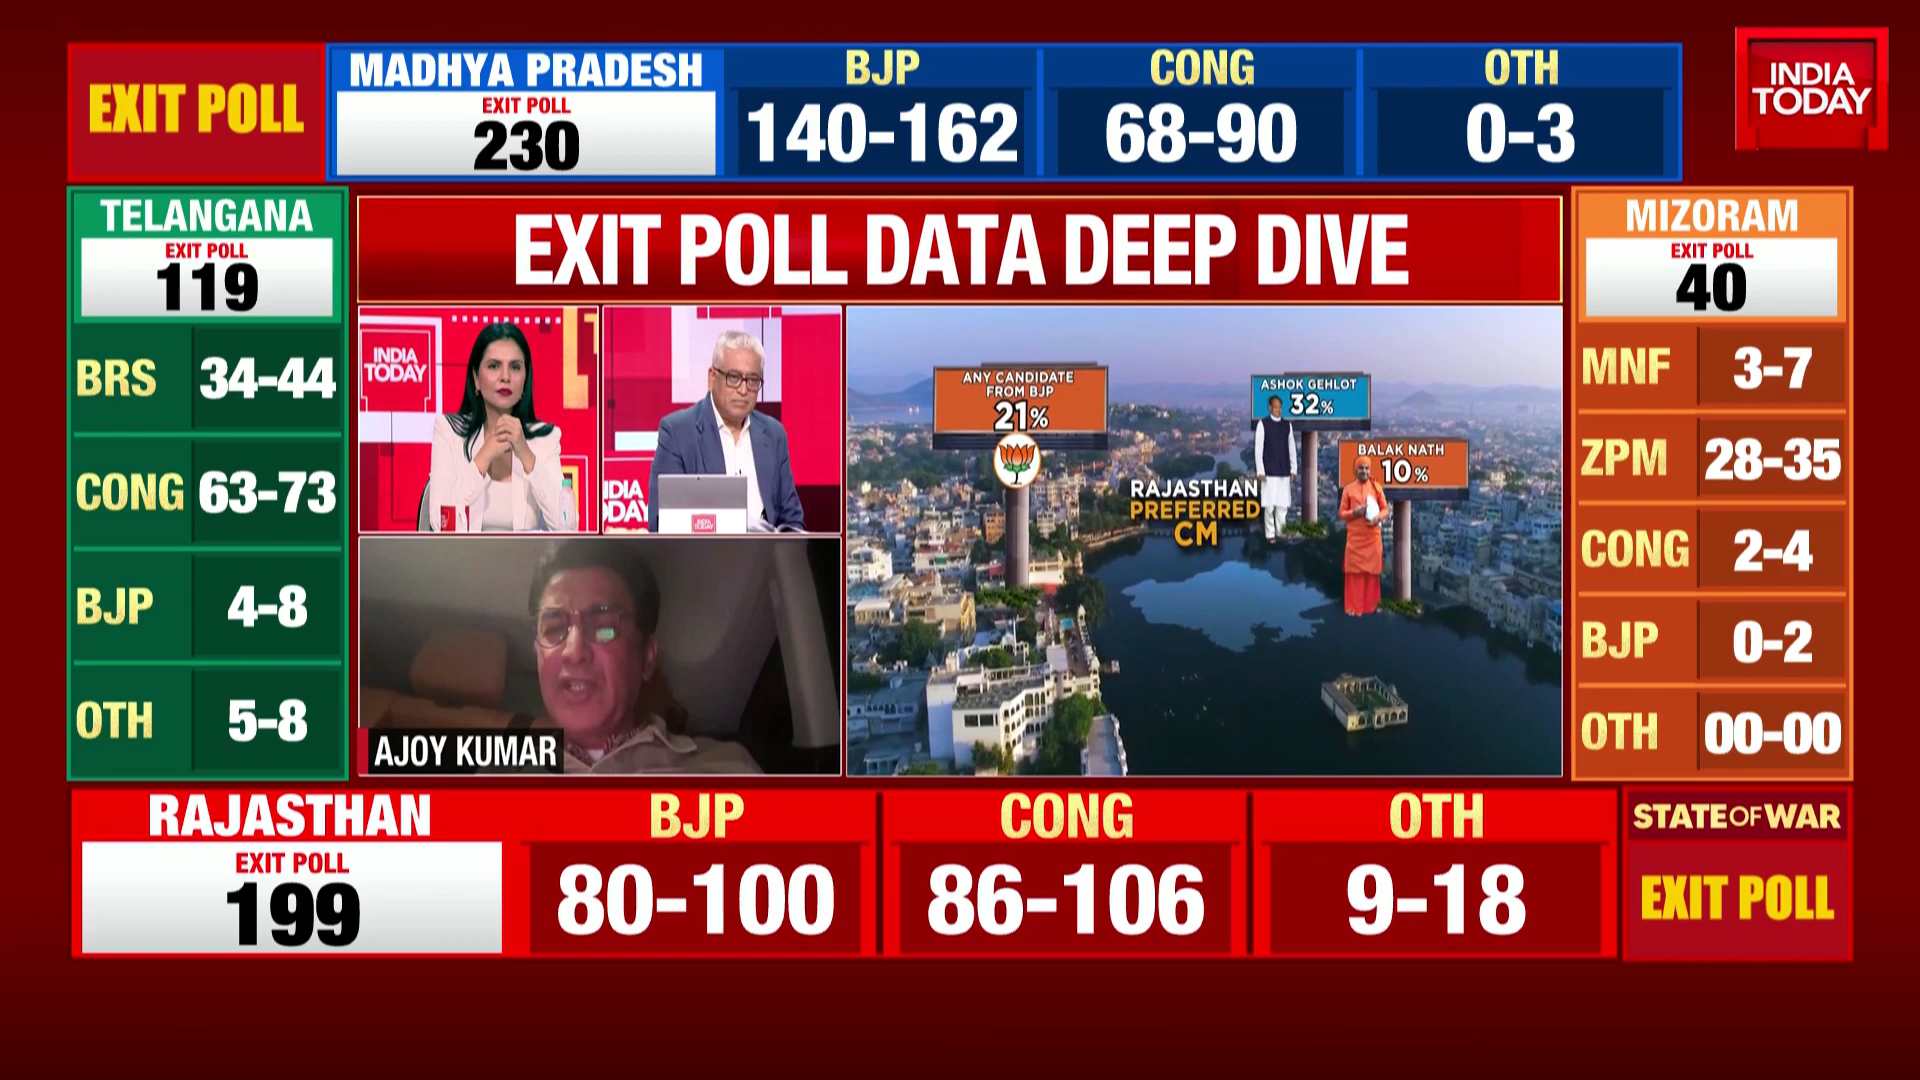 EXIT POLL
MADHYA PRADESH
EXIT POLL
230
BJP
140-162
CONG
68-90
OTH
0-3
INDIA
TODAY
TELANGANA
EXIT POLL
119
BRS 34-44
CONG 63-73
BJP 4-8
OTH 5-8
EXIT POLL DATA DEEP DIVE
INDIA
TODAY
INDIA
TODAY
NDIA
ODAY
AJOY KUMAR
ANY CANDIDATE
FROM BJP
21%
RAJASTHAN
PREFERRED
CM
ASHOK GEHLOT
32%
BALAK NATH
10%
MIZORAM
EXIT POLL
40
MNF 3-7
ZPM 28-35
CONG 2-4
BJP 0-2
OTH 00-00
RAJASTHAN
EXIT POLL
199
BJP
80-100
CONG
86-106
OTH
9-18
STATE OF WAR
EXIT POLL